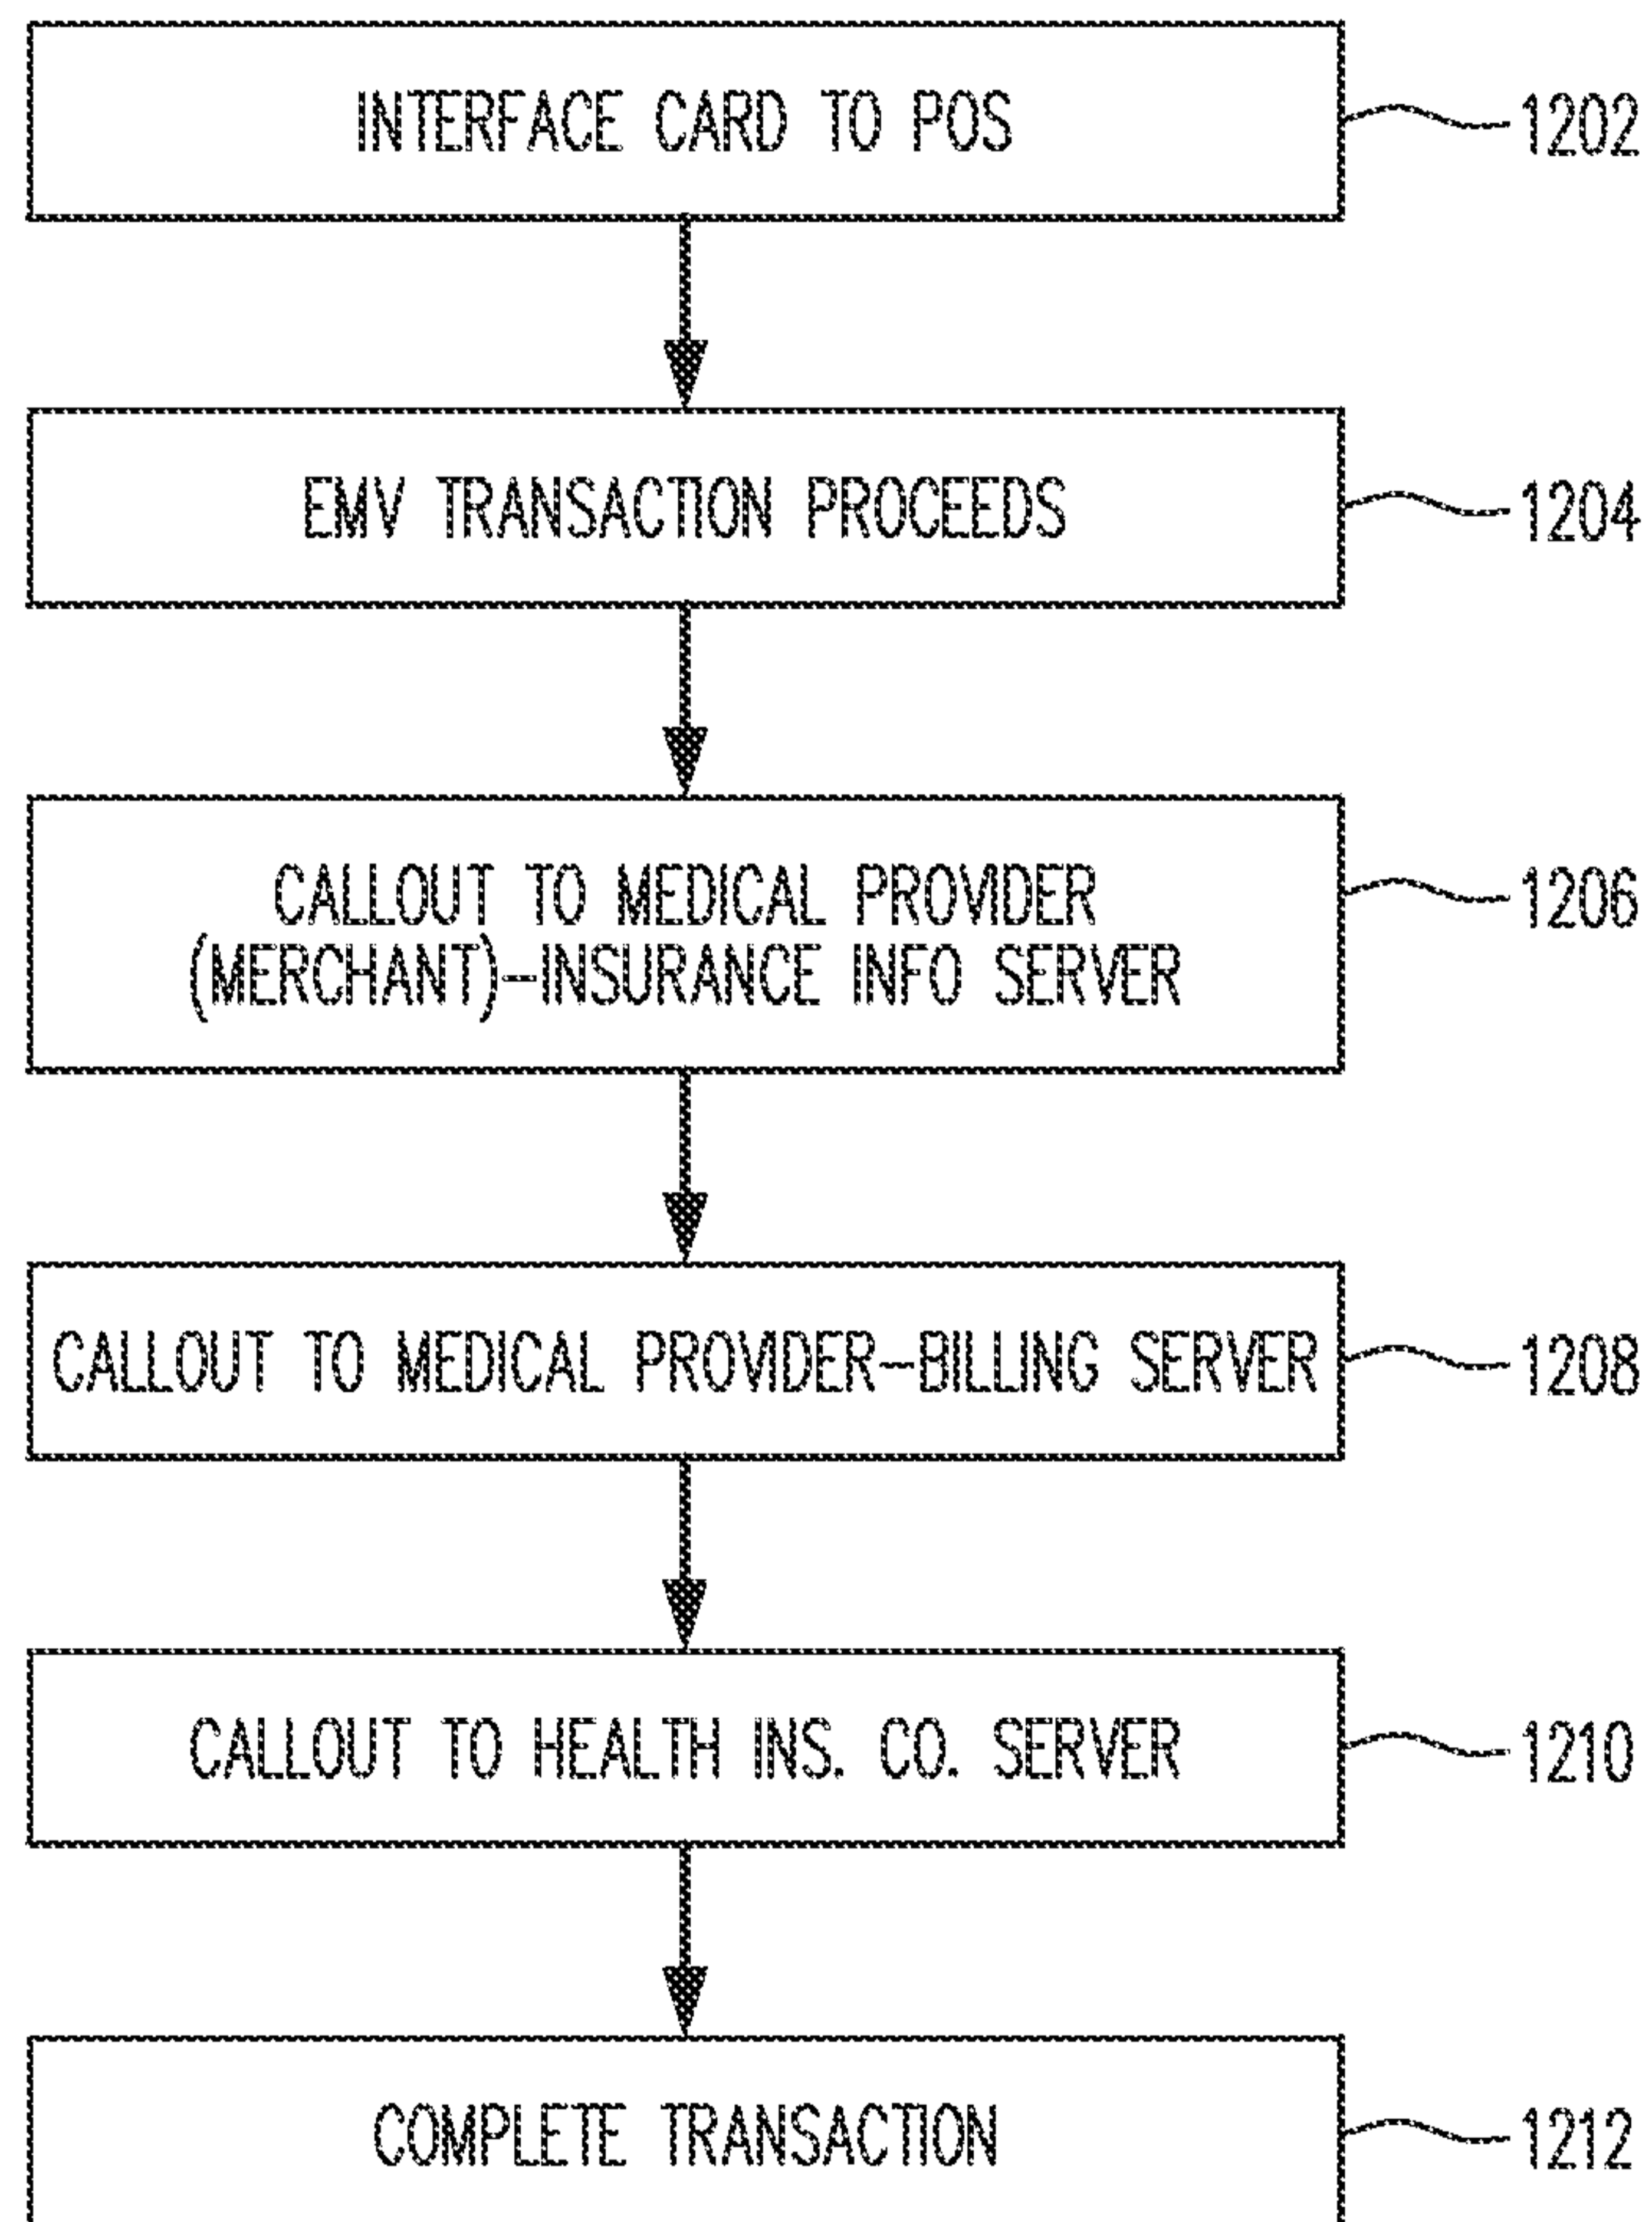 INTERFACE CARD TO POS
1202
EMV TRANSACTION PROCEEDS
1204
CALLOUT TO MEDICAL PROVIDER
(MERCHANT)-INSURANCE INFO SERVER
1206
CALLOUT TO MEDICAL PROVIDER-BILLING SERVER
1208
CALLOUT TO HEALTH INS. CO. SERVER
1210
COMPLETE TRANSACTION
1212